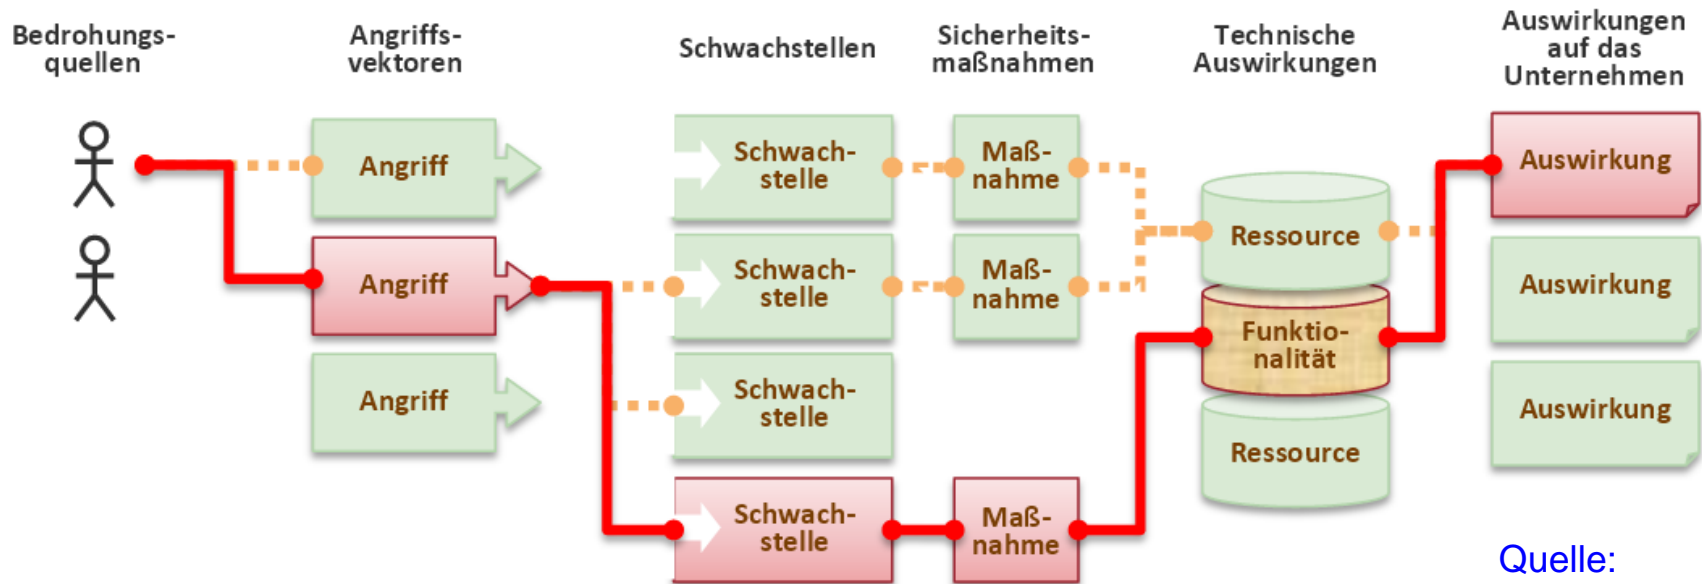 Bedrohungs-
quellen
Angriffs-
vektoren
Schwachstellen
Sicherheits-
maßnahmen
Technische
Auswirkungen
Auswirkungen
auf das
Unternehmen
Angriff
Schwach-
stelle
Maß-
nahme
Auswirkung
Ressource
Angriff
Schwach-
stelle
Maß-
nahme
Auswirkung
Funktio-
nalität
Angriff
Schwach-
stelle
Auswirkung
Ressource
Schwach-
stelle
Maß-
nahme
Quelle: